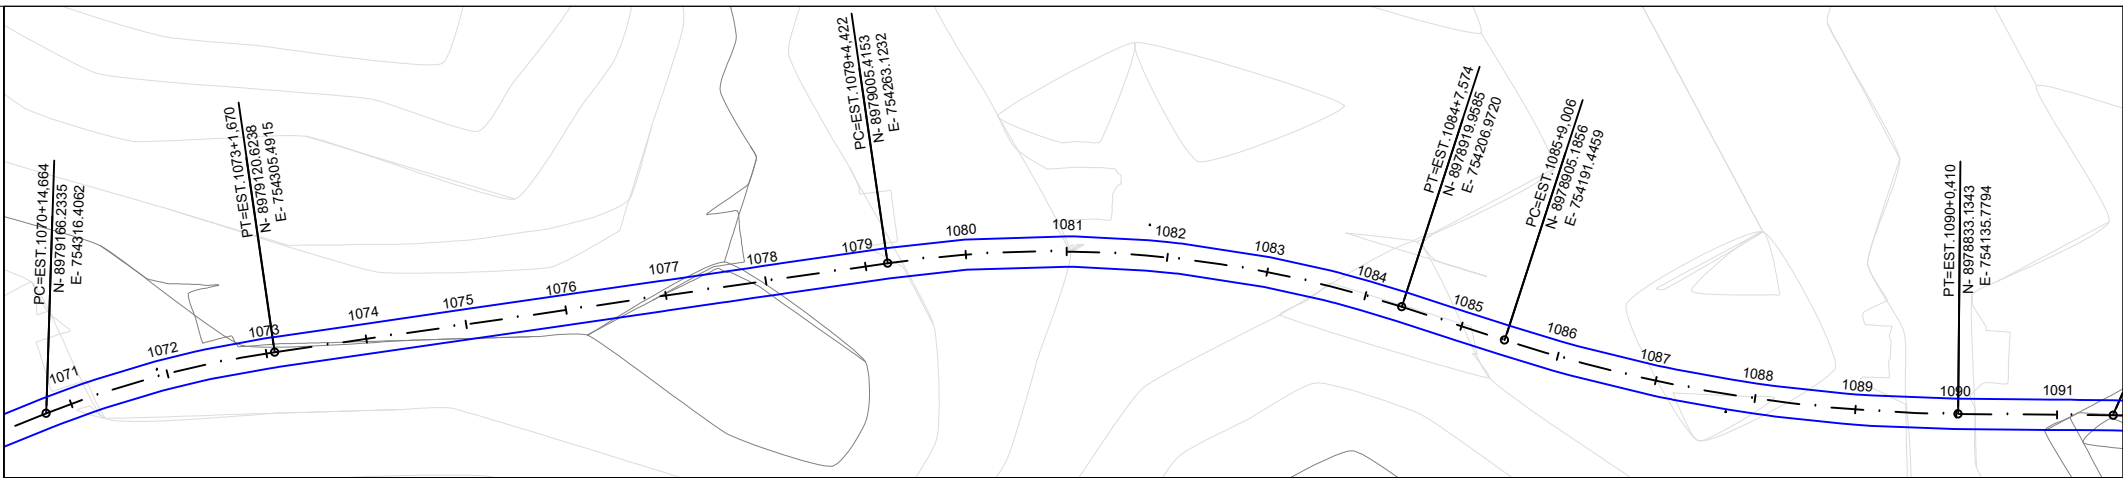 PC=EST.1070+14,664
N- 8979166.2335
E- 754316.4062
PT=EST.1073+1,670
N- 8979120.6238
E- 754305.4915
PC=EST.1079+4,422
N- 8979005.4153
E- 754263.1232
PT=EST.1084+7,574
N- 8978919.9585
E- 754206.9720
PC=EST.1085+9,006
N- 8978905.1856
E- 754191.4459
PT=EST.1090+0,410
N- 8978833.1343
E- 754135.7794
1071
1072
1073
1074
1075
1076
1077
1078
1079
1080
1081
1082
1083
1084
1085
1086
1087
1088
1089
1090
1091